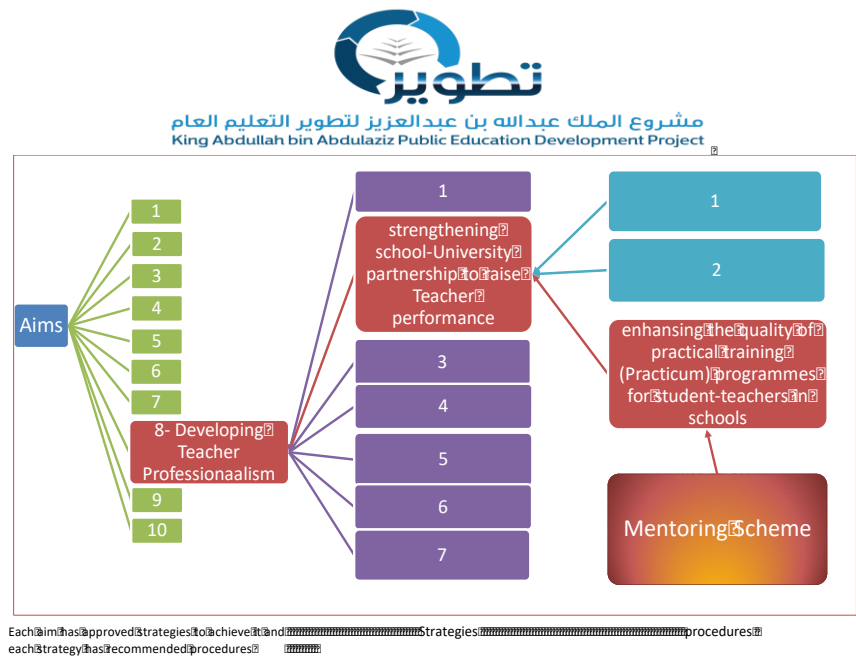 تطوير
مشروع الملك عبدالله بن عبدالعزيز لتطوير التعليم العام
King Abdullah bin Abdulaziz Public Education Development Project
Aims
1
2
3
4
5
6
7
8- Developing
Teacher
Professionaalism
9
10
1
strengthening
school-University
partnership to raise
Teacher
performance
3
4
5
6
7
1
2
enhansing the quality of
practical training
(Practicum) programmes
for student-teachers in
schools
Mentoring Scheme
Each aim has approved strategies to achieve it and
each strategy has recommended procedures
Strategies
procedures